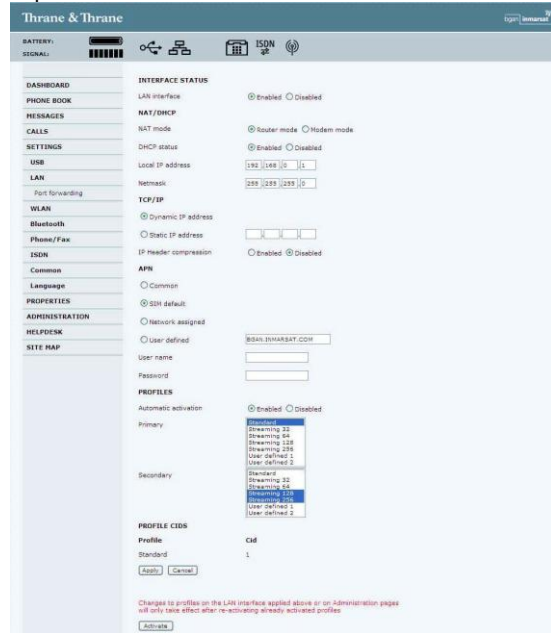 Thrane & Thrane
bgan inmarsat
BATTERY:
SIGNAL:
ISDN
DASHBOARD
PHONE BOOK
MESSAGES
CALLS
SETTINGS
USB
LAN
Port forwarding
WLAN
Bluetooth
Phone/Fax
ISDN
Common
Language
PROPERTIES
ADMINISTRATION
HELPDESK
SITE MAP
INTERFACE STATUS
LAN interface Enabled Disabled
NAT/DHCP
NAT mode Router mode Modem mode
DHCP status Enabled Disabled
Local IP address 192 .168 .0 .1
Netmask 255 .255 .255 .0
TCP/IP
Dynamic IP address
Static IP address . . .
IP Header compression Enabled Disabled
APN
Common
SIM default
Network assigned
User defined BGAN.INMARSAT.COM
User name
Password
PROFILES
Automatic activation Enabled Disabled
Primary Standard
Streaming 32
Streaming 64
Streaming 128
Streaming 256
User defined 1
User defined 2
Secondary Standard
Streaming 32
Streaming 64
Streaming 128
Streaming 256
User defined 1
User defined 2
PROFILE CIDS
Profile Cid
Standard 1
Apply Cancel
Changes to profiles on the LAN interface applied above or on Administration pages
will only take effect after re-activating already activated profiles
Activate